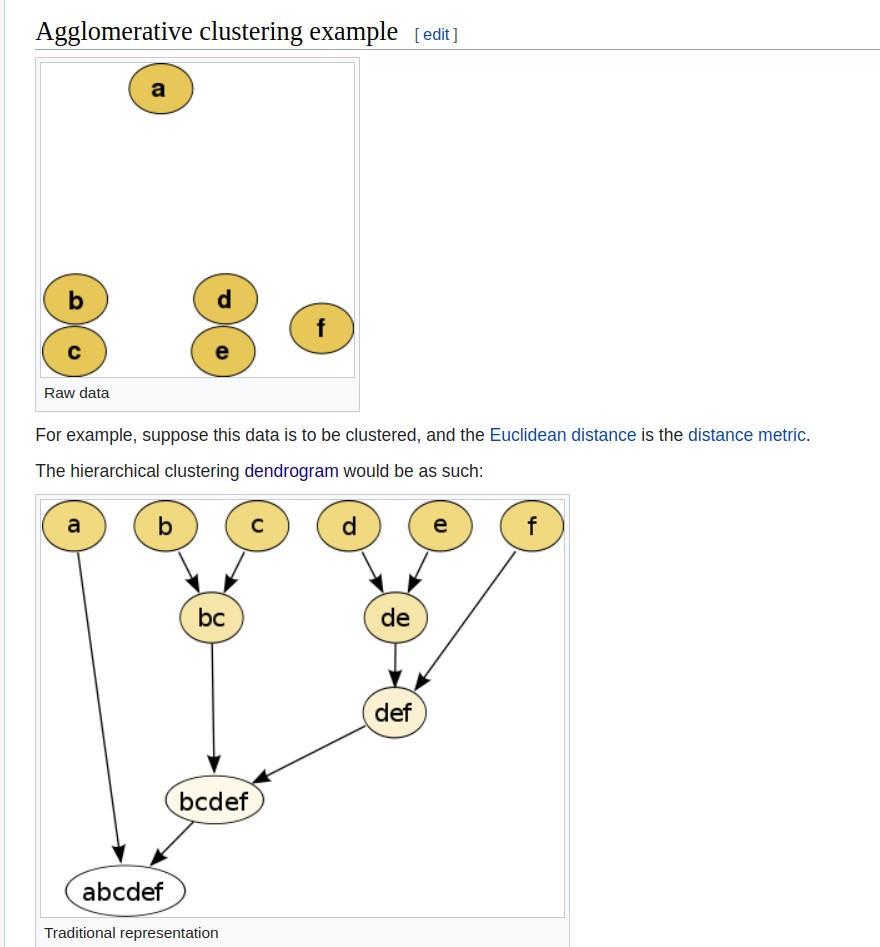 Agglomerative clustering example [ edit ]
a
b d
f
c e
Raw data
For example, suppose this data is to be clustered, and the Euclidean distance is the distance metric.
The hierarchical clustering dendrogram would be as such:
a b c d e f
bc de
def
bcdef
abcdef
Traditional representation